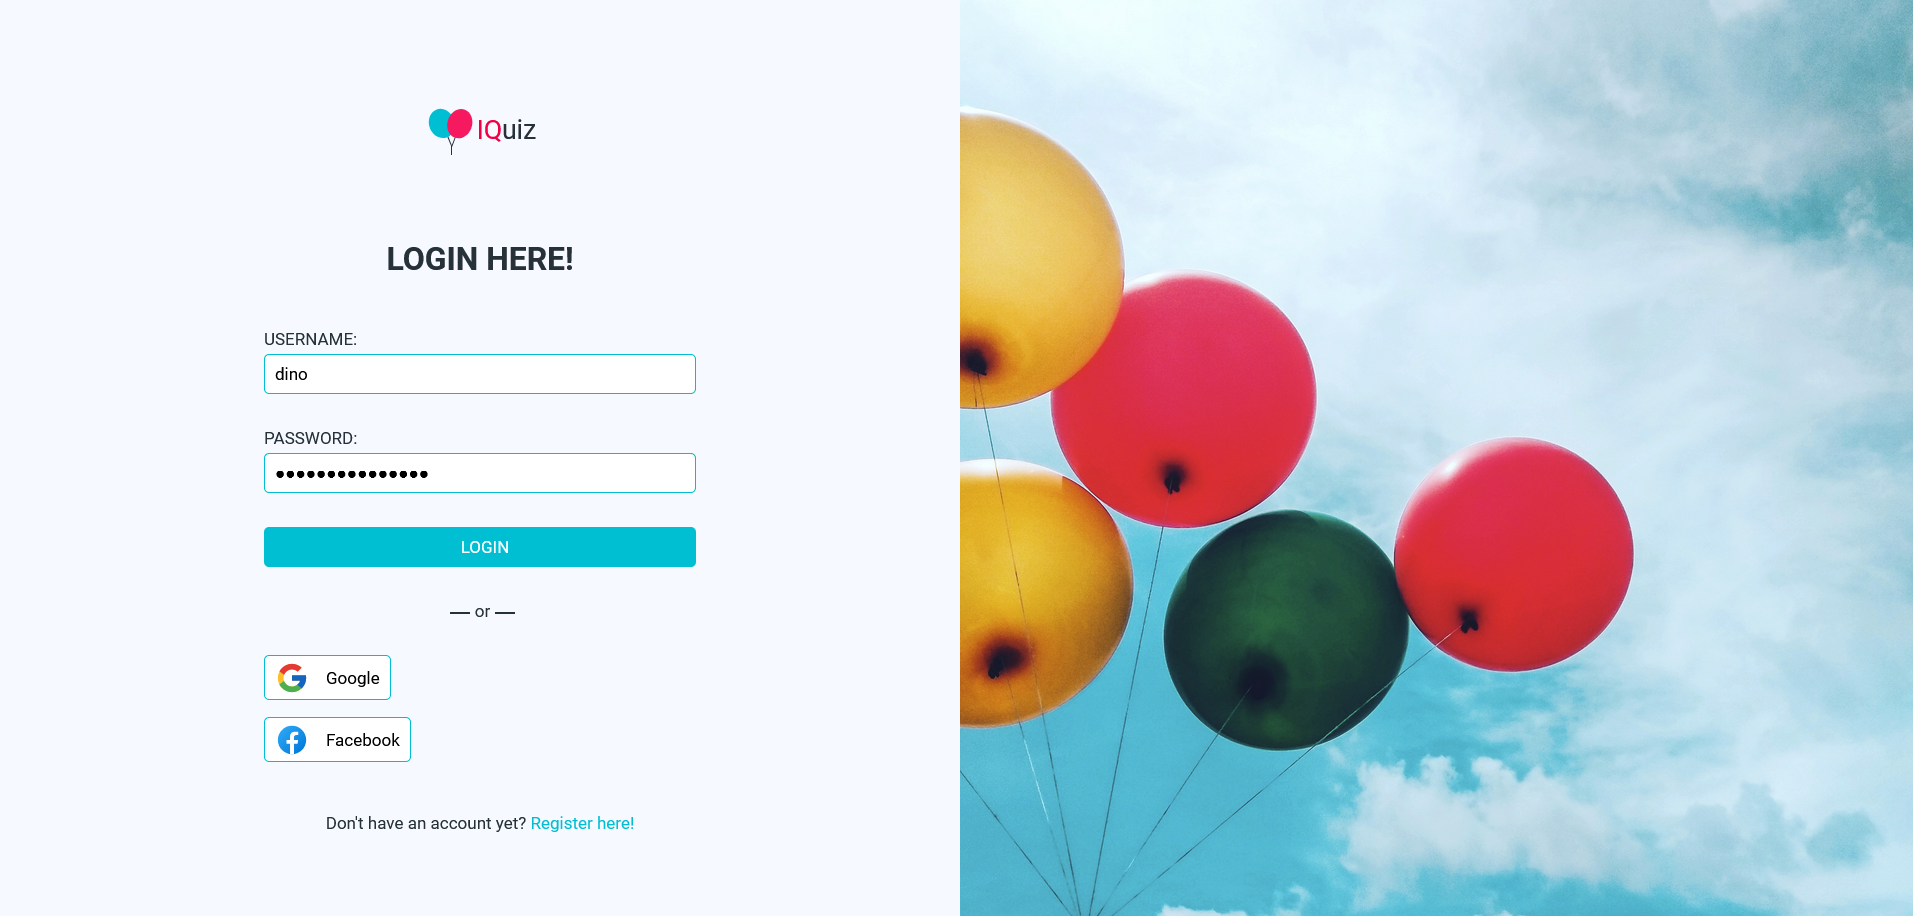 IQuiz
LOGIN HERE!
USERNAME:
dino
PASSWORD:
●●●●●●●●●●●●●●●
LOGIN
or
Google
Facebook
Don't have an account yet? Register here!